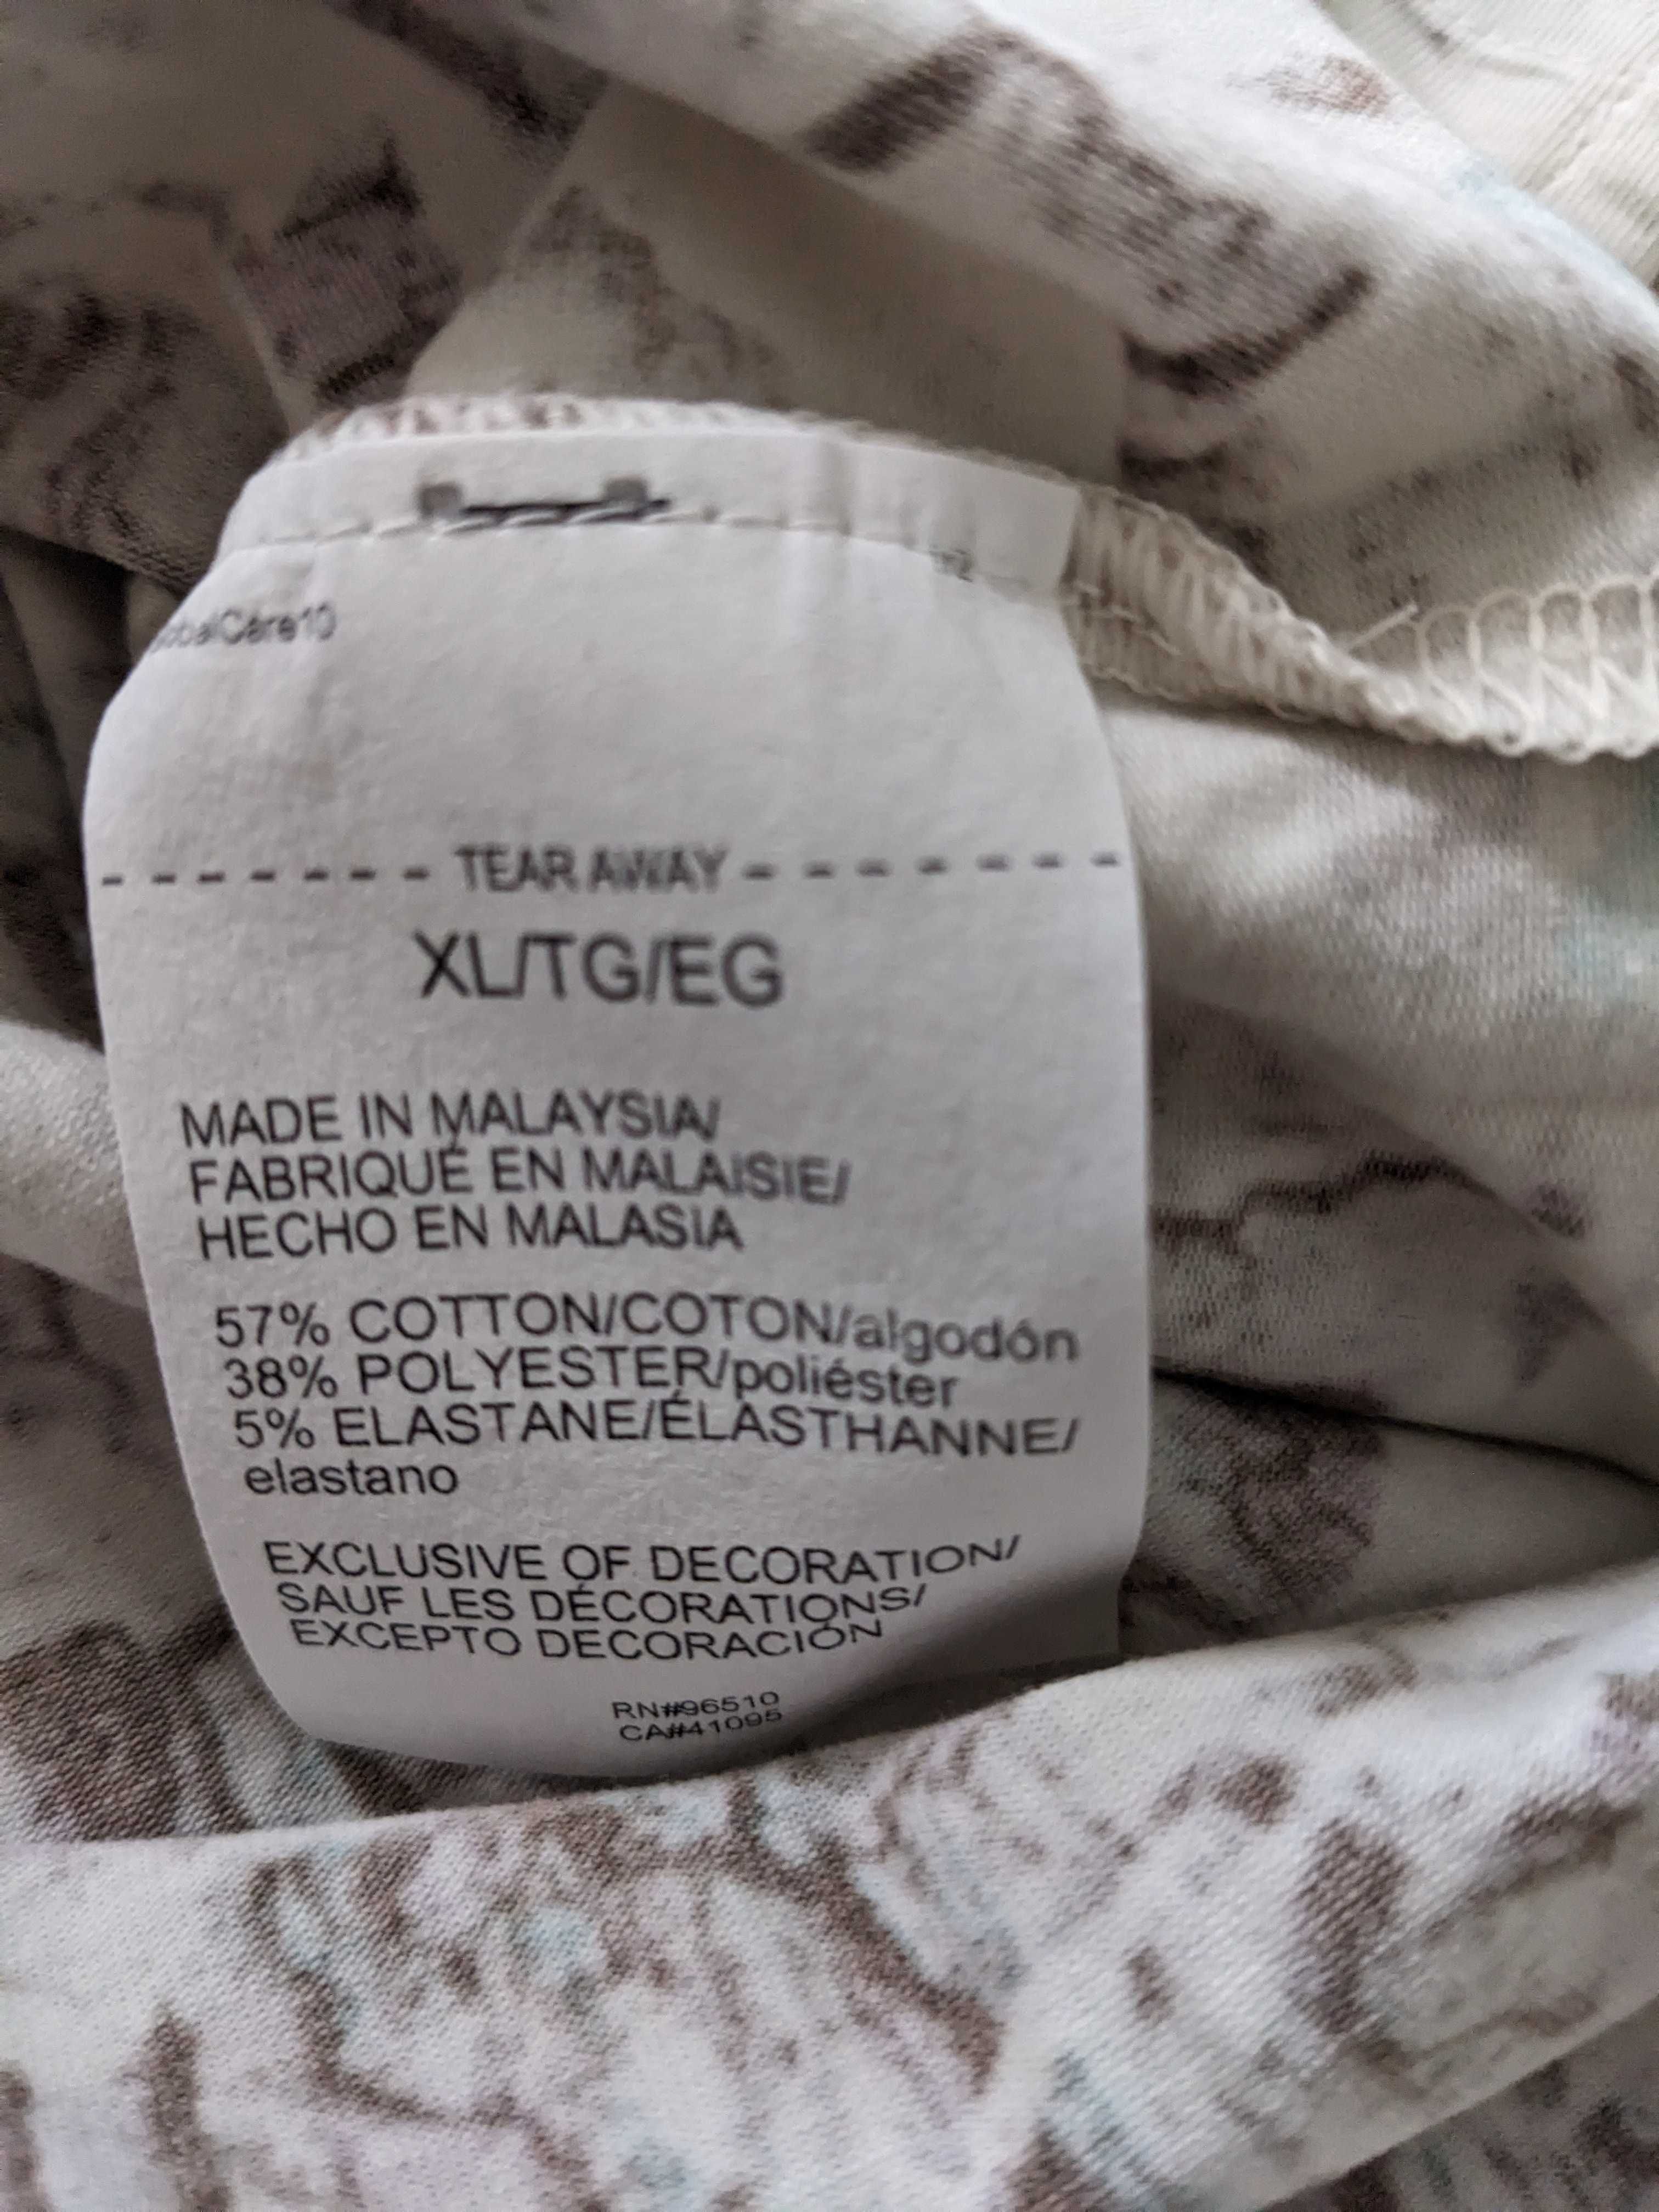 TEAR AWAY
XL/TG/EG
MADE IN MALAYSIA/
FABRIQUÉ EN MALAISIE/
HECHO EN MALASIA
57% COTTON/COTON/algodón
38% POLYESTER/poliéster
5% ELASTANE/ÉLASTHANNE/
elastano
EXCLUSIVE OF DECORATION/
SAUF LES DÉCORATIONS/
EXCEPTO DECORACIÓN
RN#96510
CA#41095